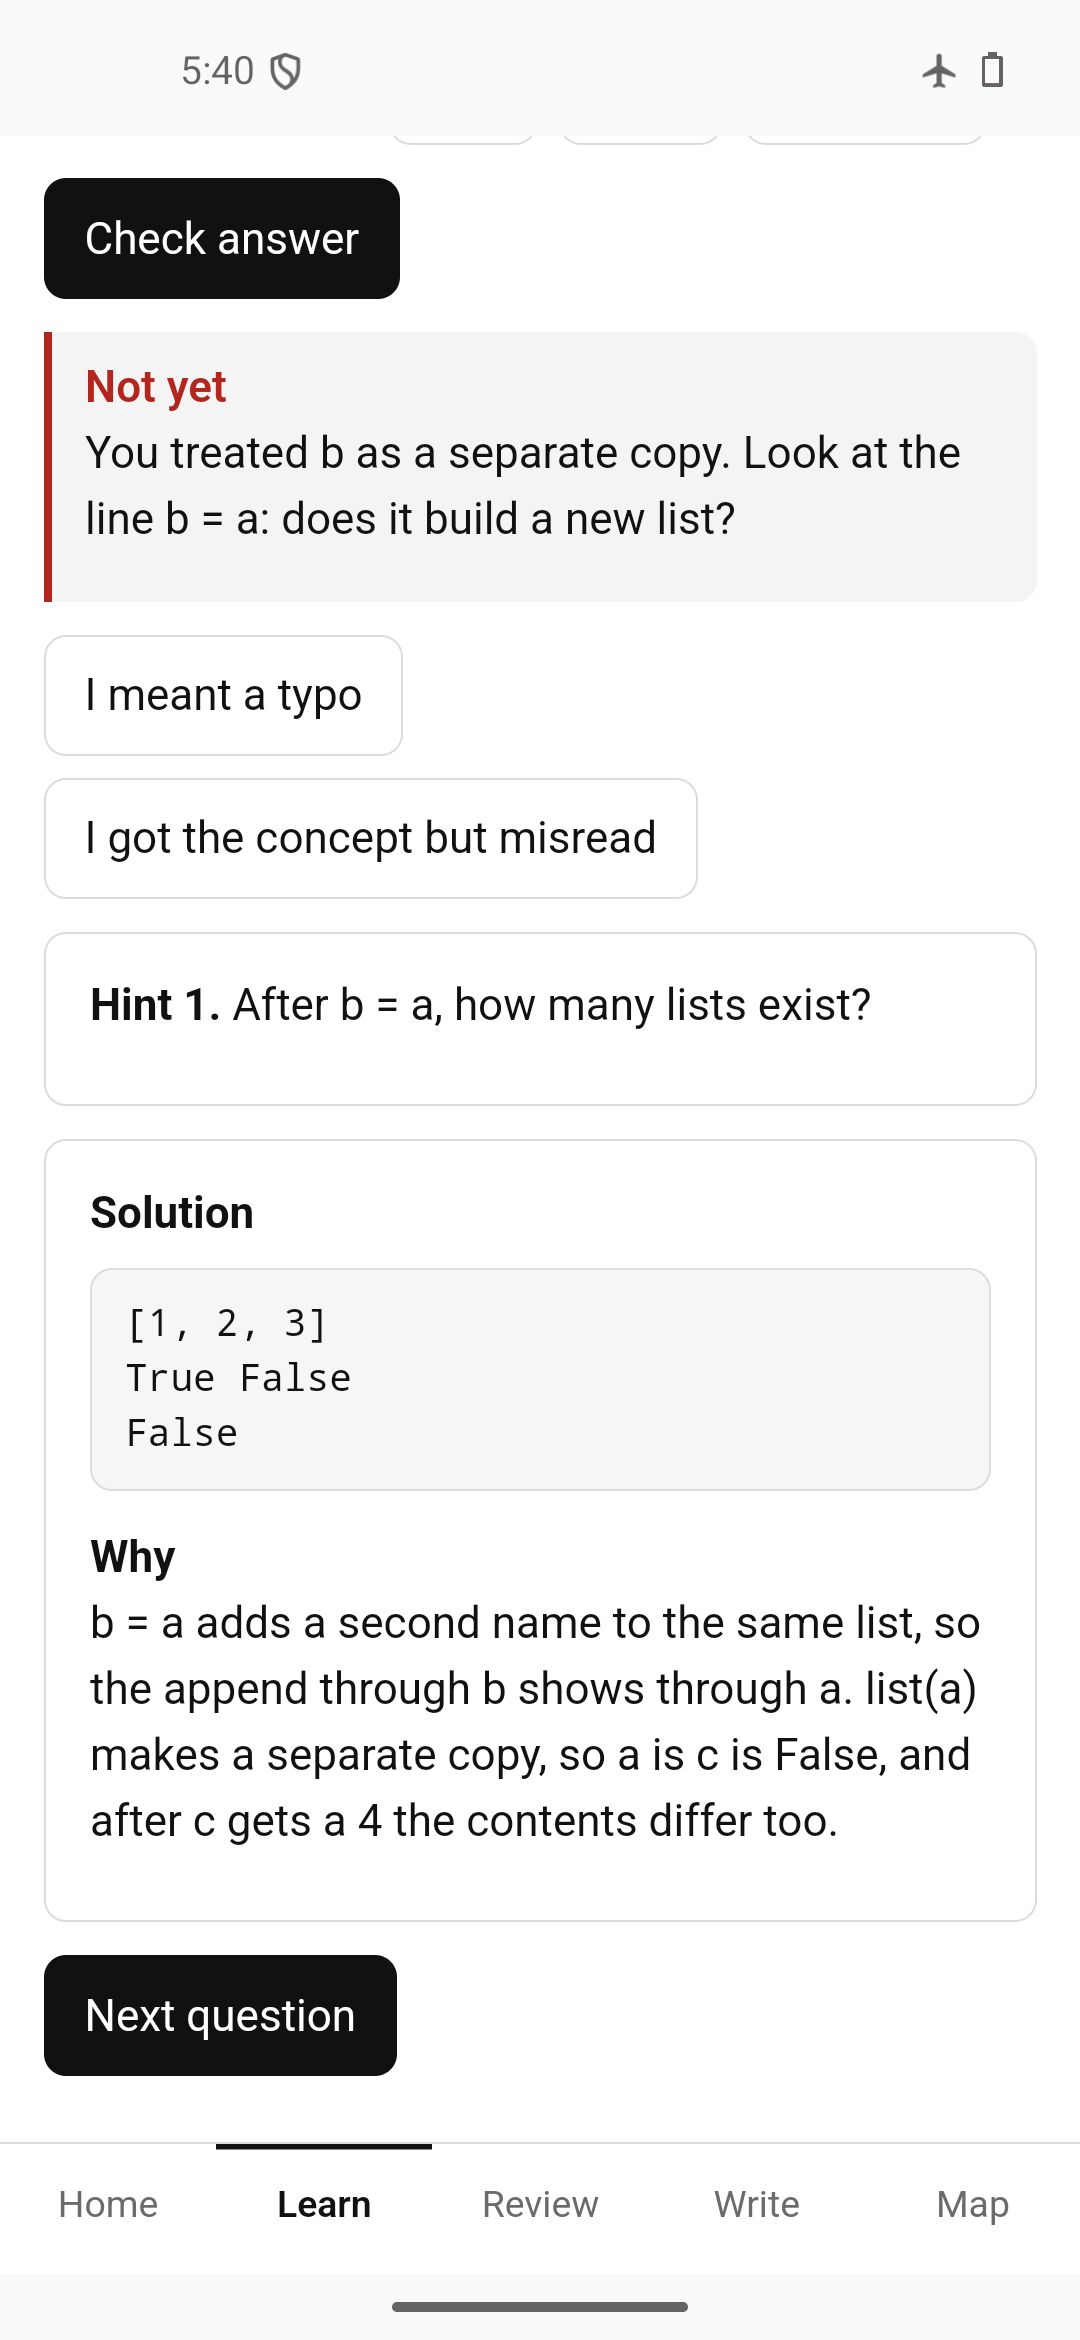 5:40
Check answer
Not yet
You treated b as a separate copy. Look at the
line b = a: does it build a new list?
I meant a typo
I got the concept but misread
Hint 1. After b = a, how many lists exist?
Solution
[1, 2, 3]
True False
False
Why
b = a adds a second name to the same list, so
the append through b shows through a. list(a)
makes a separate copy, so a is c is False, and
after c gets a 4 the contents differ too.
Next question
Home Learn Review Write Map